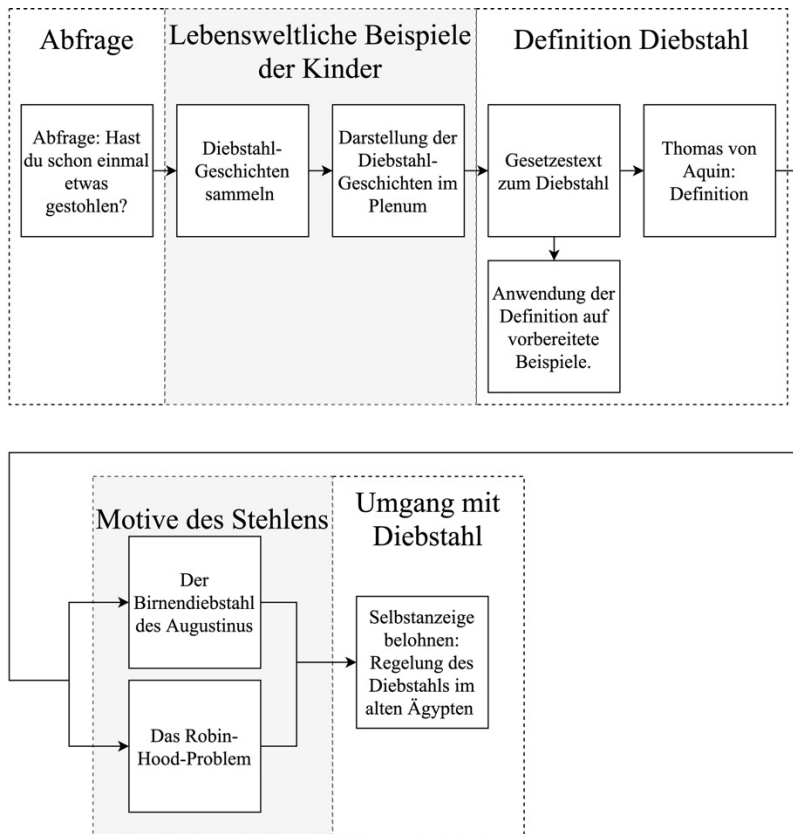 Abfrage
Lebensweltliche Beispiele
der Kinder
Definition Diebstahl
Abfrage: Hast
du schon einmal
etwas
gestohlen?
Diebstahl-
Geschichten
sammeln
Darstellung der
Diebstahl-
Geschichten im
Plenum
Gesetzestext
zum Diebstahl
Thomas von
Aquin:
Definition
Anwendung der
Definition auf
vorbereitete
Beispiele.
Motive des Stehlens
Umgang mit
Diebstahl
Der
Birnendiebstahl
des Augustinus
Das Robin-
Hood-Problem
Selbstanzeige
belohnen:
Regelung des
Diebstahls im
alten Ägypten